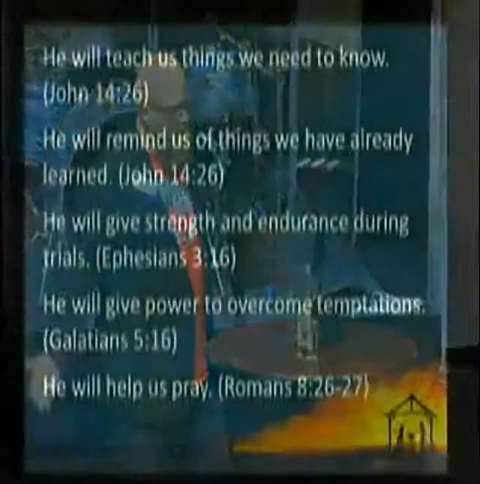 He will teach us things we need to know.
(John 14:26)
He will remind us of things we have already
learned. (John 14:26)
He will give strength and endurance during
trials. (Ephesians 3:16)
He will give power to overcome temptations.
(Galatians 5:16)
He will help us pray. (Romans 8:26-27)